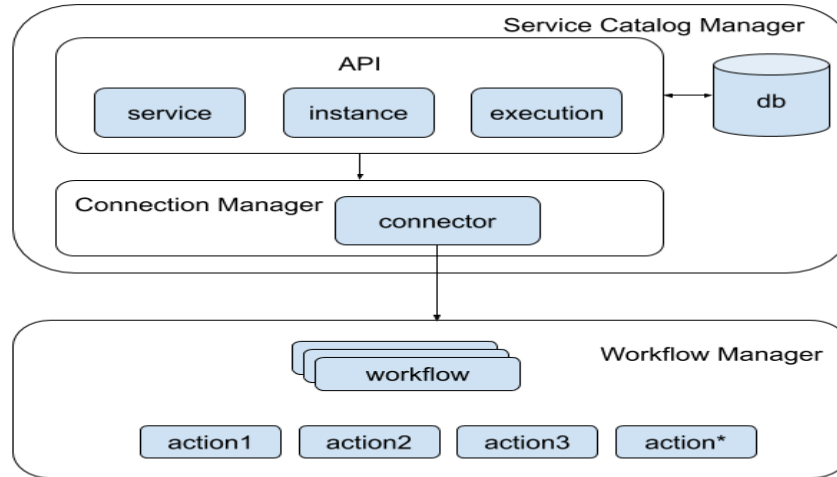 Service Catalog Manager
API
service
instance
execution
db
Connection Manager
connector
Workflow Manager
workflow
action1
action2
action3
action*